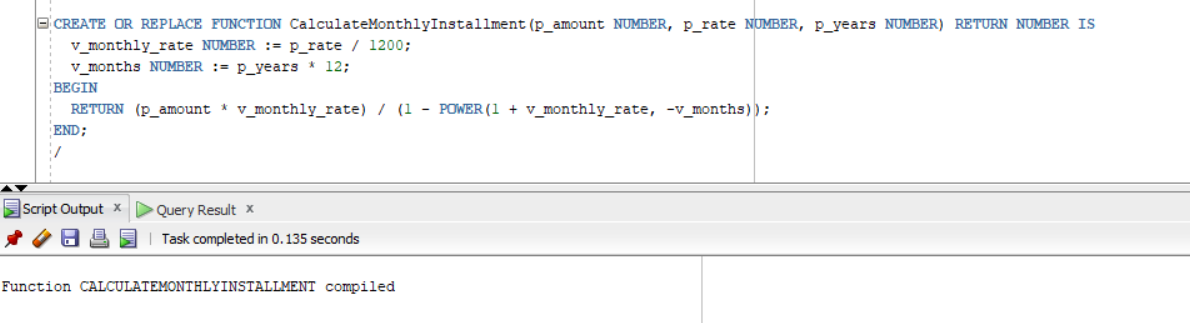 CREATE OR REPLACE FUNCTION CalculateMonthlyInstallment(p_amount NUMBER, p_rate NUMBER, p_years NUMBER) RETURN NUMBER IS
  v_monthly_rate NUMBER := p_rate / 1200;
  v_months NUMBER := p_years * 12;
BEGIN
  RETURN (p_amount * v_monthly_rate) / (1 - POWER(1 + v_monthly_rate, -v_months));
END;
/
Script Output x Query Result x
Task completed in 0.135 seconds
Function CALCULATEMONTHLYINSTALLMENT compiled